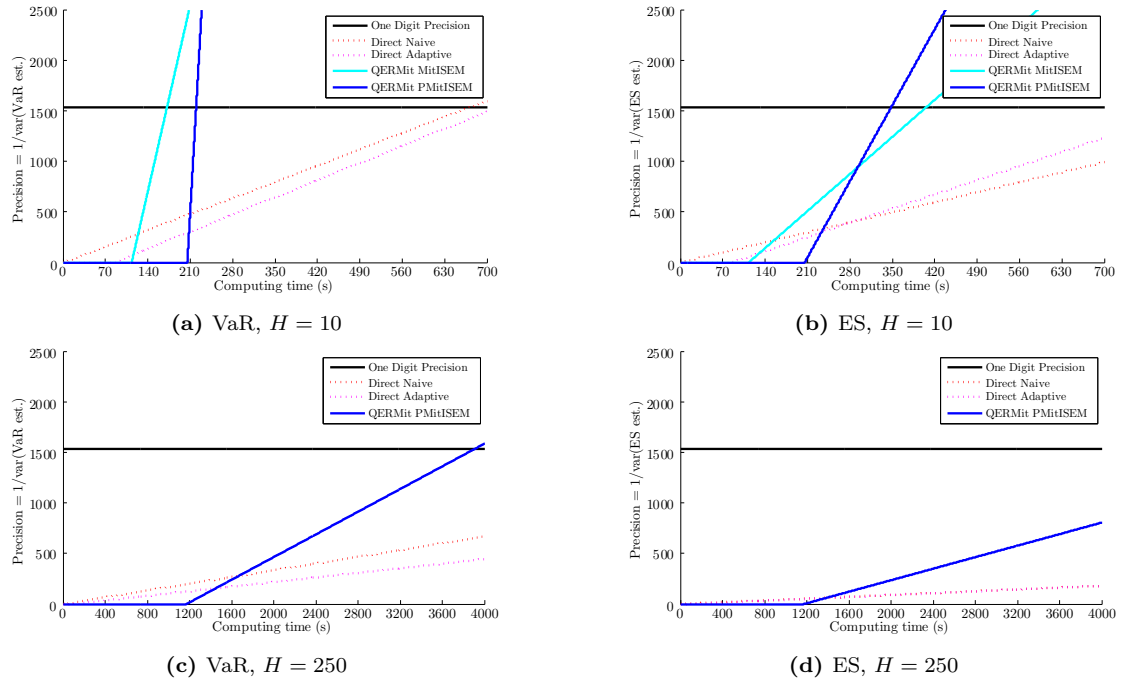 One Digit Precision
Direct Naive
Direct Adaptive
QERMit MitISEM
QERMit PMitISEM
Precision = 1/var(VaR est.)
2500
2000
1500
1000
500
0
0 70 140 210 280 350 420 490 560 630 700
Computing time (s)
(a) VaR, H = 10
One Digit Precision
Direct Naive
Direct Adaptive
QERMit MitISEM
QERMit PMitISEM
Precision = 1/var(ES est.)
2500
2000
1500
1000
500
0
0 70 140 210 280 350 420 490 560 630 700
Computing time (s)
(b) ES, H = 10
One Digit Precision
Direct Naive
Direct Adaptive
QERMit PMitISEM
Precision = 1/var(VaR est.)
2500
2000
1500
1000
500
0
0 400 800 1200 1600 2000 2400 2800 3200 3600 4000
Computing time (s)
(c) VaR, H = 250
One Digit Precision
Direct Naive
Direct Adaptive
QERMit PMitISEM
Precision = 1/var(ES est.)
2500
2000
1500
1000
500
0
0 400 800 1200 1600 2000 2400 2800 3200 3600 4000
Computing time (s)
(d) ES, H = 250